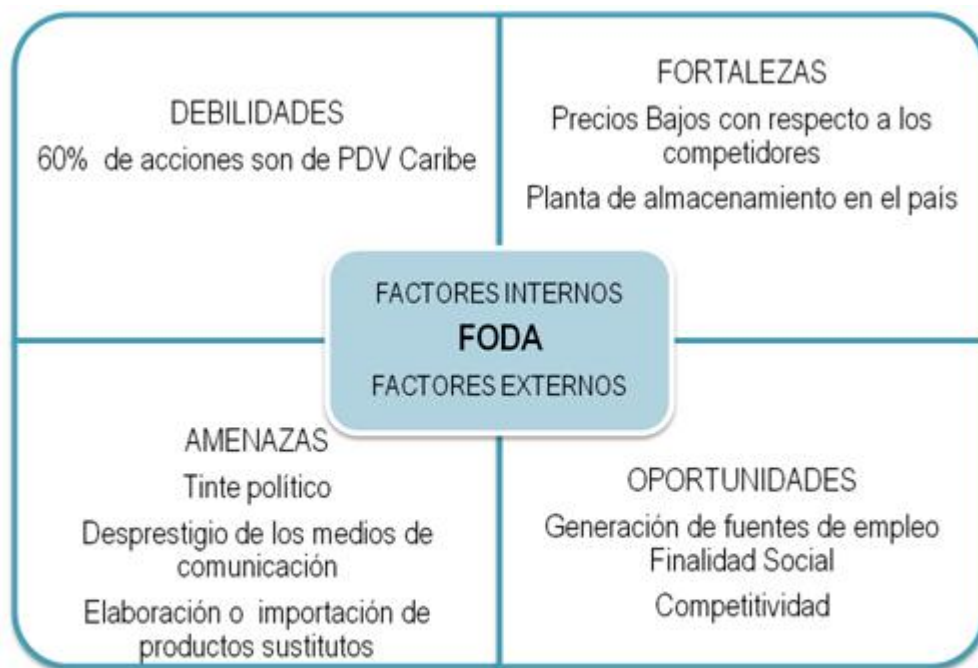 DEBILIDADES
60% de acciones son de PDV Caribe
FORTALEZAS
Precios Bajos con respecto a los
competidores
Planta de almacenamiento en el país
FACTORES INTERNOS
FODA
FACTORES EXTERNOS
AMENAZAS
Tinte político
Desprestigio de los medios de
comunicación
Elaboración o importación de
productos sustitutos
OPORTUNIDADES
Generación de fuentes de empleo
Finalidad Social
Competitividad